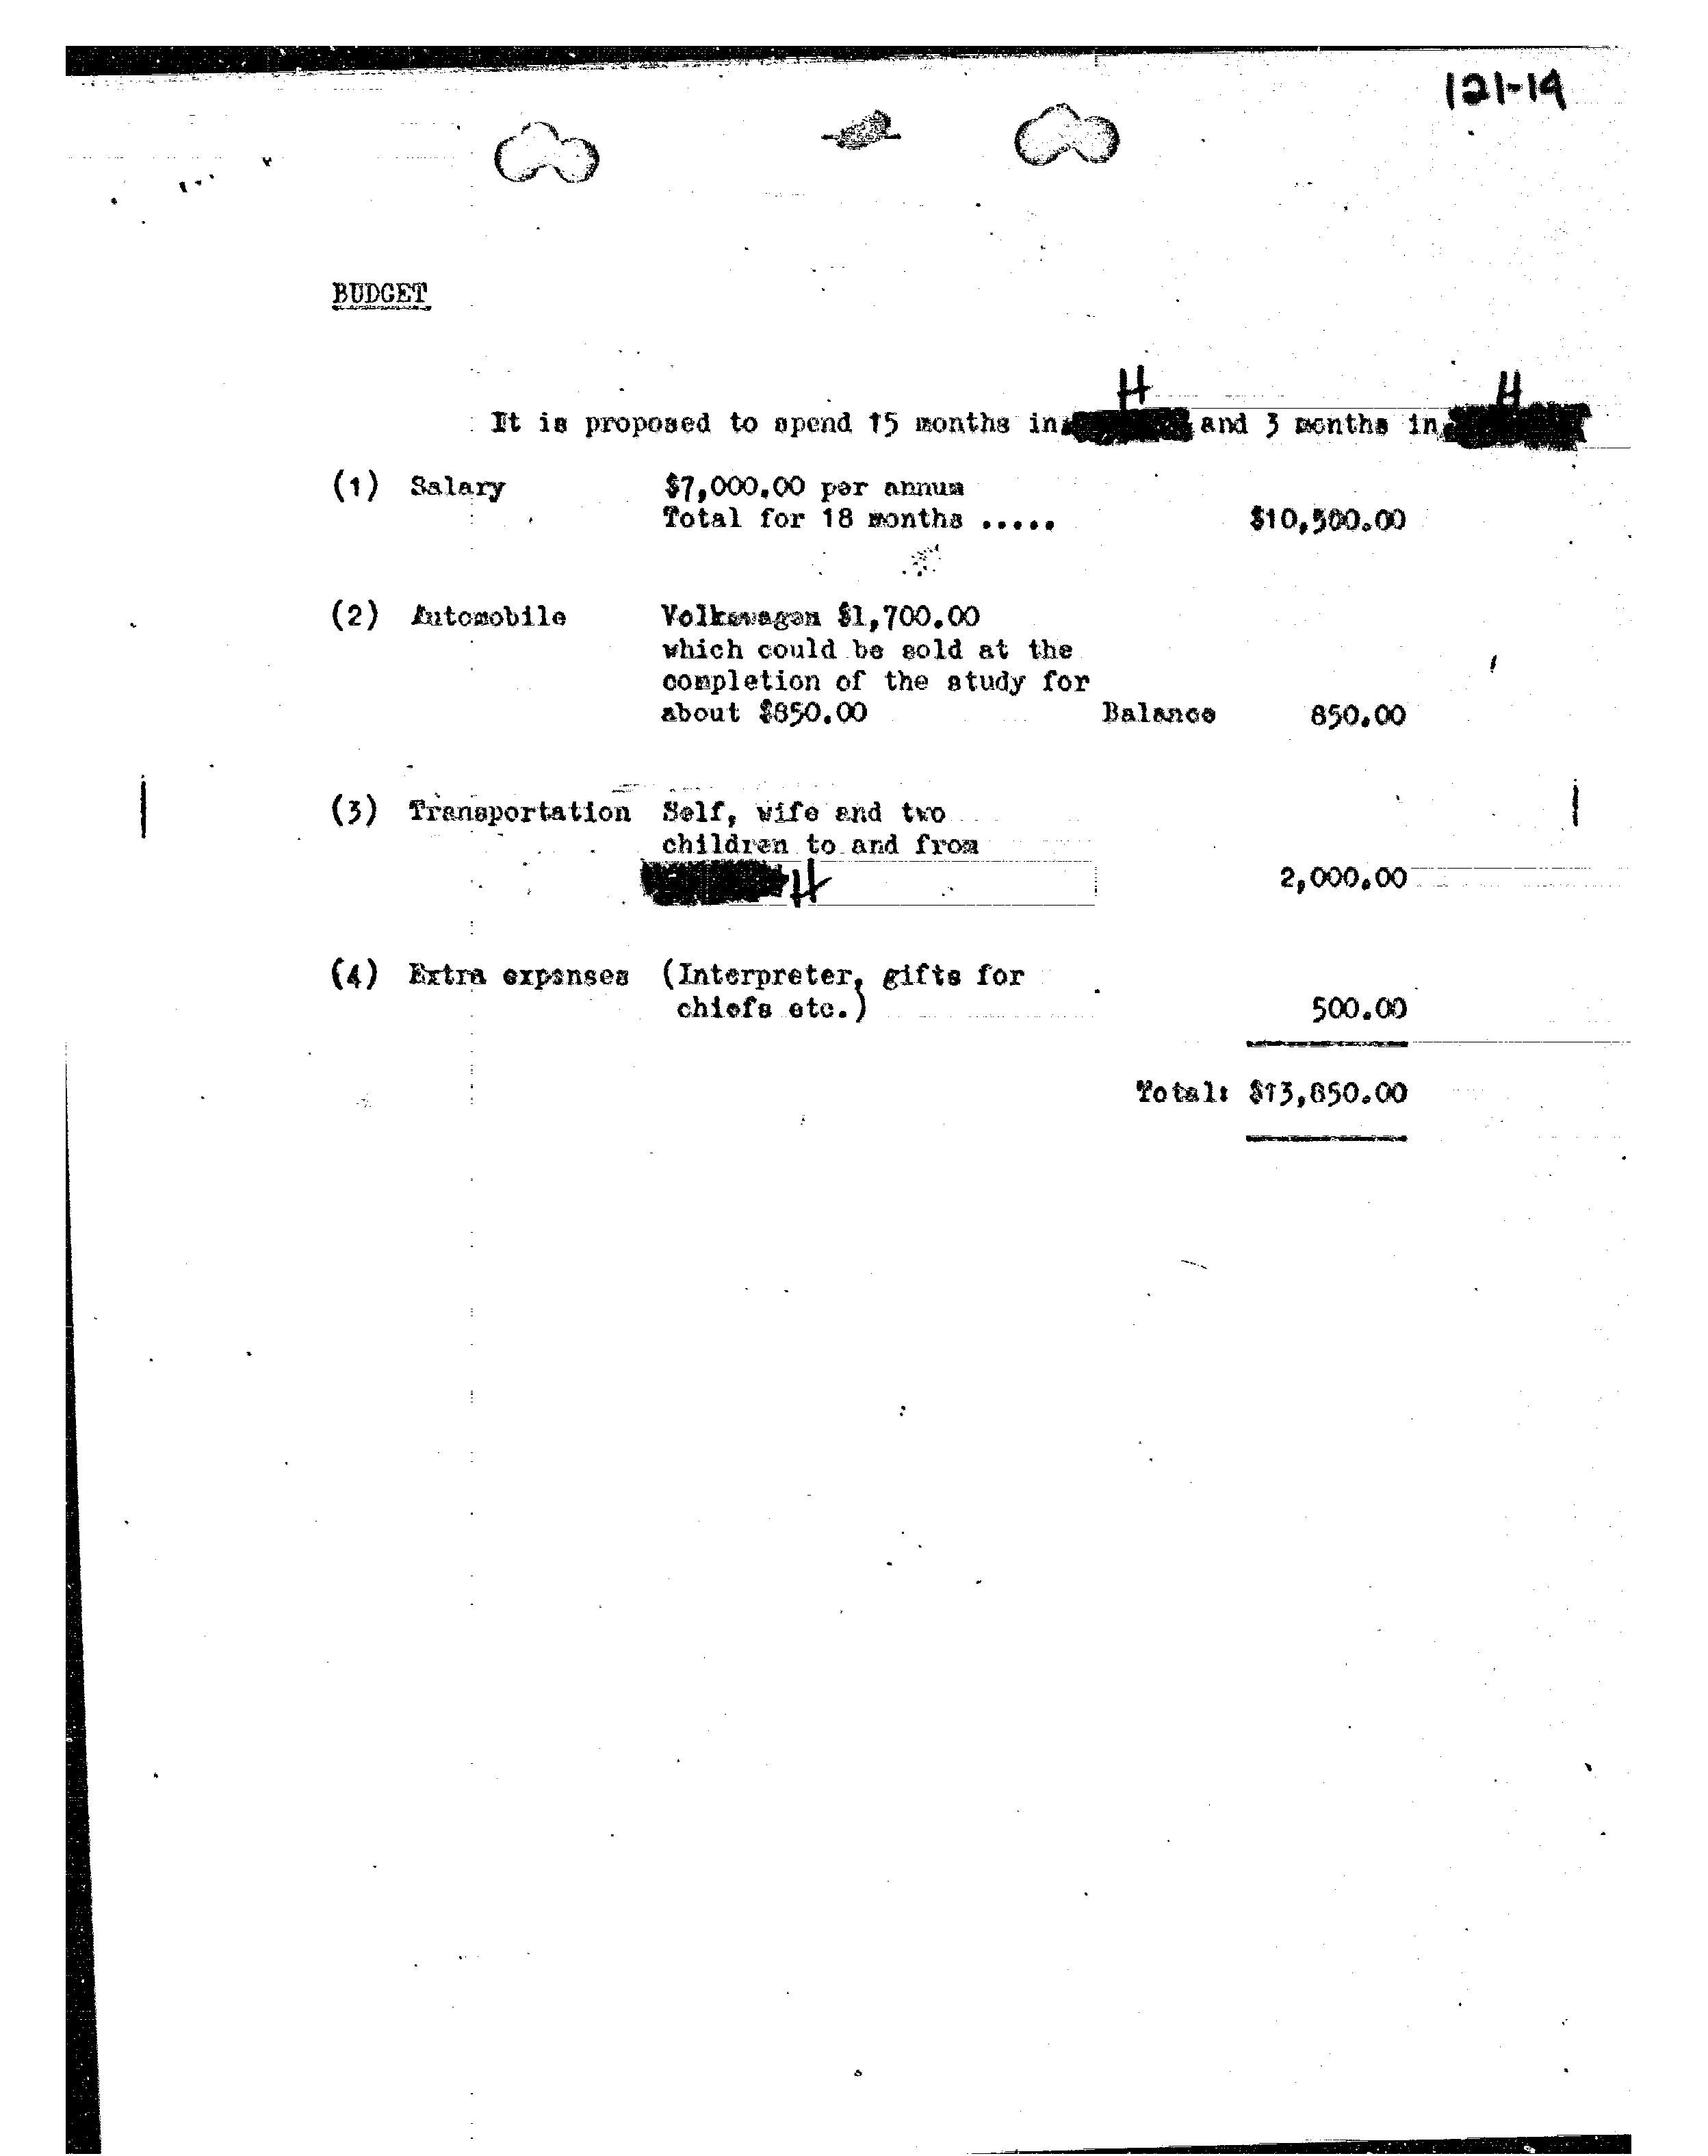 121-14
BUDGET
H H
It is proposed to spend 15 months in and 3 months in
(1) Salary $7,000.00 per annum
Total for 18 months ..... $10,500.00
(2) Automobile Volkswagen $1,700.00
which could be sold at the
completion of the study for
about $850.00 Balance 850.00
(3) Transportation Self, wife and two
children to and from
H 2,000.00
(4) Extra expenses (Interpreter, gifts for
chiefs etc.) 500.00
Total: $13,850.00